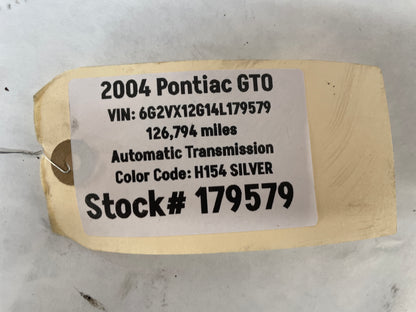 2004 Pontiac GTO
VIN: 6G2VX12G14L179579
126,794 miles
Automatic Transmission
Color Code: H154 SILVER
Stock# 179579